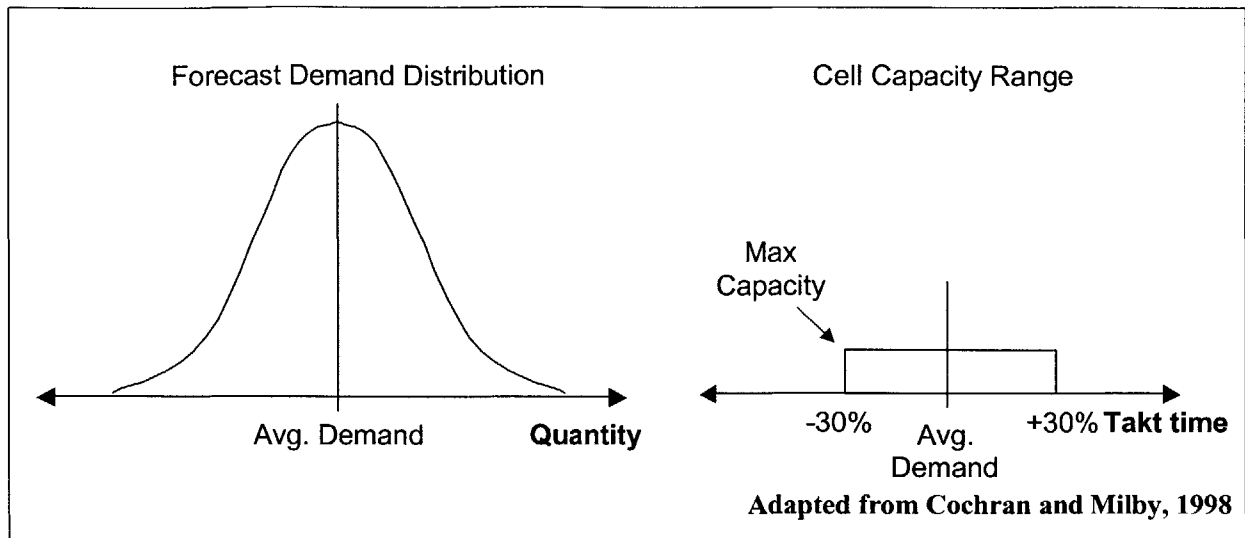 Forecast Demand Distribution
Avg. Demand
Quantity
Cell Capacity Range
Max
Capacity
-30%
Avg.
Demand
+30%
Takt time
Adapted from Cochran and Milby, 1998